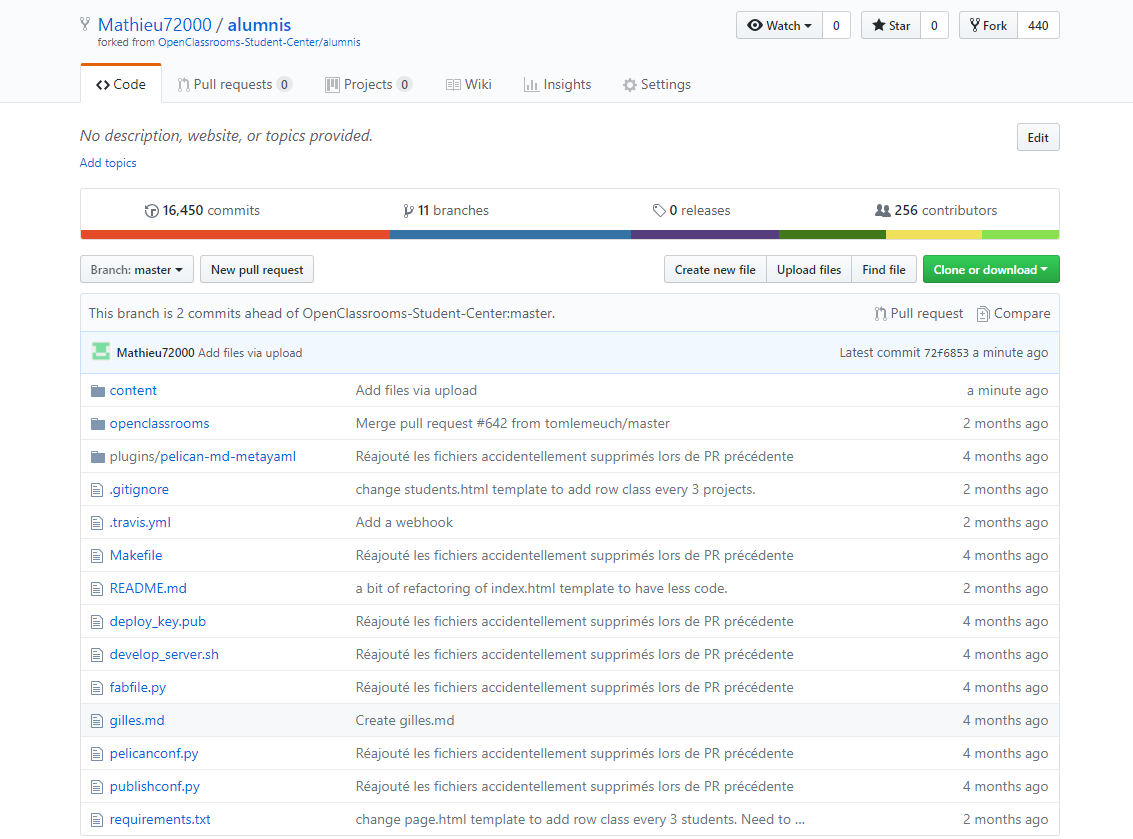 Mathieu72000 / alumnis
Watch 0 Star 0 Fork 440
forked from OpenClassrooms-Student-Center/alumnis
Code Pull requests 0 Projects 0 Wiki Insights Settings
No description, website, or topics provided.
Edit
Add topics
16,450 commits 11 branches 0 releases 256 contributors
Branch: master New pull request Create new file Upload files Find file Clone or download
This branch is 2 commits ahead of OpenClassrooms-Student-Center:master. Pull request Compare
Mathieu72000 Add files via upload Latest commit 72f6853 a minute ago
content Add files via upload a minute ago
openclassrooms Merge pull request #642 from tomlemeuch/master 2 months ago
plugins/pelican-md-metayaml Réajouté les fichiers accidentellement supprimés lors de PR précédente 4 months ago
.gitignore change students.html template to add row class every 3 projects. 2 months ago
.travis.yml Add a webhook 2 months ago
Makefile Réajouté les fichiers accidentellement supprimés lors de PR précédente 4 months ago
README.md a bit of refactoring of index.html template to have less code. 2 months ago
deploy_key.pub Réajouté les fichiers accidentellement supprimés lors de PR précédente 4 months ago
develop_server.sh Réajouté les fichiers accidentellement supprimés lors de PR précédente 4 months ago
fabfile.py Réajouté les fichiers accidentellement supprimés lors de PR précédente 4 months ago
gilles.md Create gilles.md 4 months ago
pelicanconf.py Réajouté les fichiers accidentellement supprimés lors de PR précédente 4 months ago
publishconf.py Réajouté les fichiers accidentellement supprimés lors de PR précédente 4 months ago
requirements.txt change page.html template to add row class every 3 students. Need to ... 2 months ago